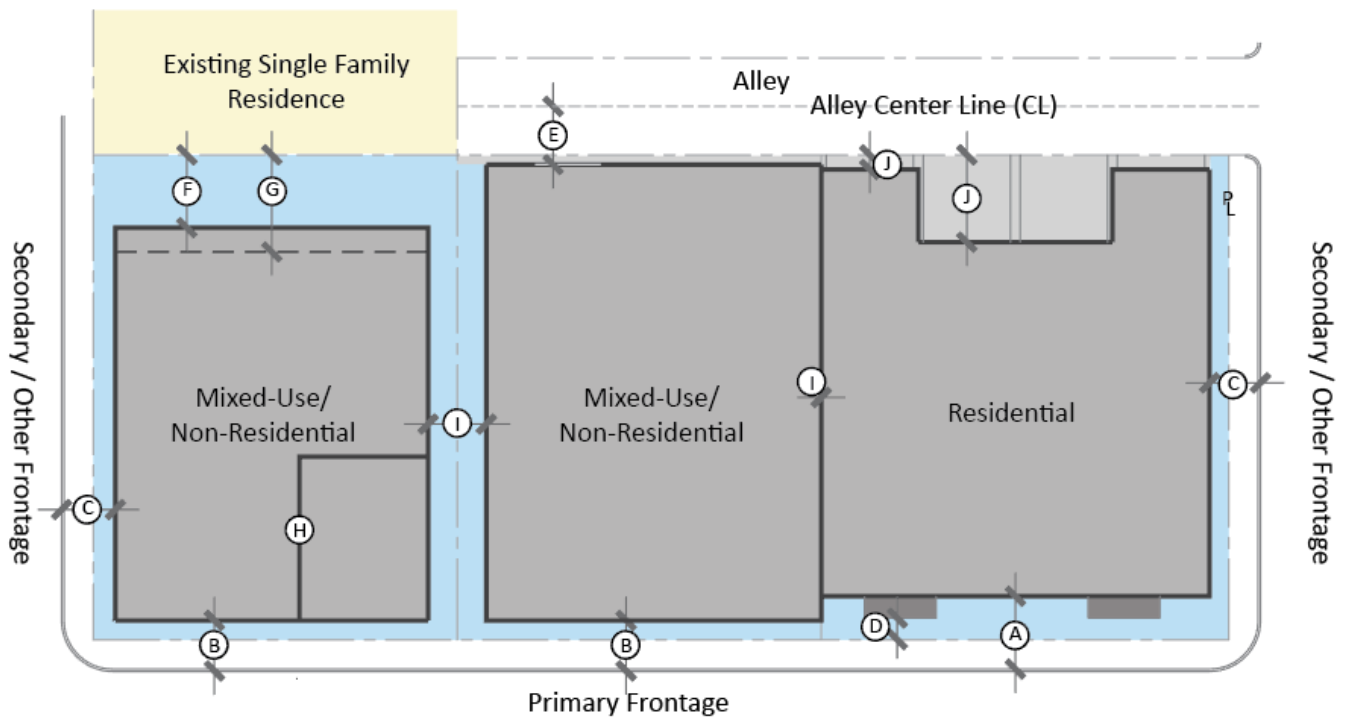 Existing Single Family
Residence
Alley
Alley Center Line (CL)
E
J
F
G
J
PL
Secondary / Other Frontage
Secondary / Other Frontage
I
C
Mixed-Use/
Non-Residential
Mixed-Use/
Non-Residential
Residential
I
C
H
D
A
B
B
Primary Frontage